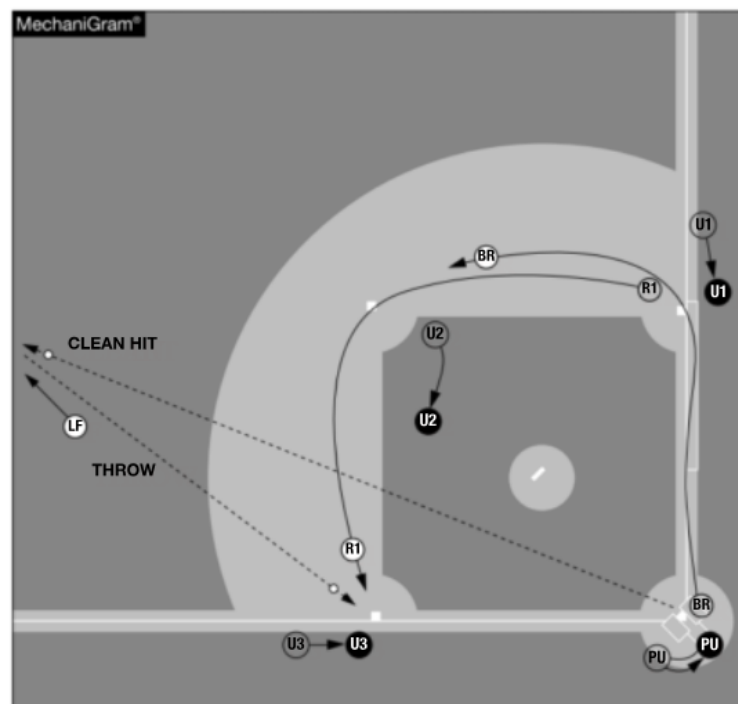 MechaniGram®
U1
BR
R1
U1
U2
CLEAN HIT
U2
LF
THROW
R1
BR
U3
U3
PU
PU